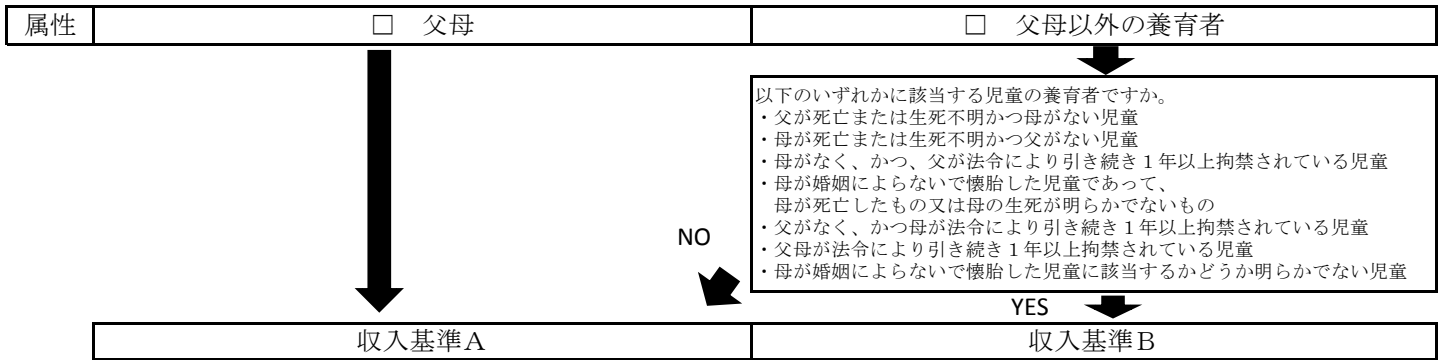 属性
□ 父母
□ 父母以外の養育者
以下のいずれかに該当する児童の養育者ですか。
・父が死亡または生死不明かつ母がない児童
・母が死亡または生死不明かつ父がない児童
・母がなく、かつ、父が法令により引き続き１年以上拘禁されている児童
・母が婚姻によらないで懐胎した児童であって、
母が死亡したもの又は母の生死が明らかでないもの
・父がなく、かつ母が法令により引き続き１年以上拘禁されている児童
・父母が法令により引き続き１年以上拘禁されている児童
・母が婚姻によらないで懐胎した児童に該当するかどうか明らかでない児童
NO
YES
収入基準Ａ
収入基準Ｂ